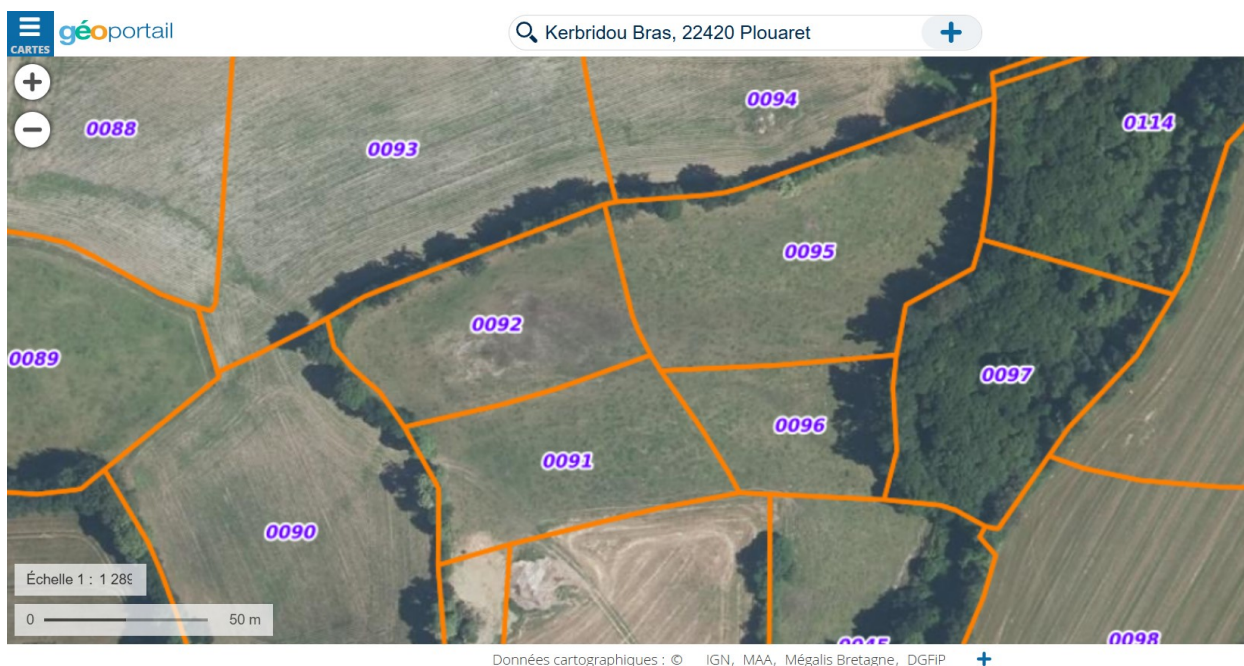 CARTES
géoportail
Kerbridou Bras, 22420 Plouaret
0088
0093
0094
0114
0095
0092
0089
0097
0096
0091
0090
Échelle 1 : 1 289
0 50 m
0045
0098
Données cartographiques : © IGN, MAA, Mégalis Bretagne, DGFiP